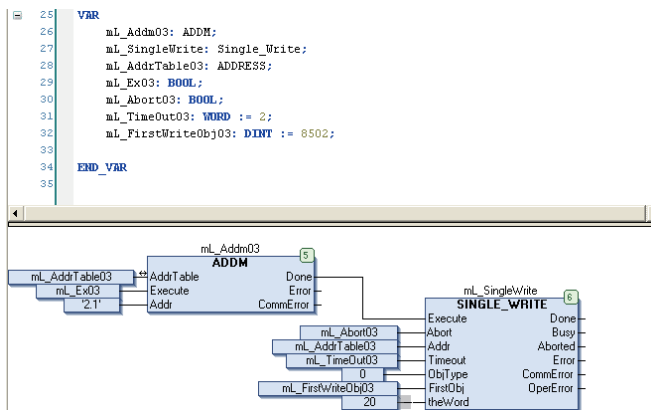 25 VAR
26 mL_Addm03: ADDM;
27 mL_SingleWrite: Single_Write;
28 mL_AddrTable03: ADDRESS;
29 mL_Ex03: BOOL;
30 mL_Abort03: BOOL;
31 mL_TimeOut03: WORD := 2;
32 mL_FirstWriteObj03: DINT := 8502;
33
34 END_VAR
35
mL_Addm03
ADDM 5
mL_AddrTable03 AddrTable Done
mL_Ex03 Execute Error
'2.1' Addr CommError
mL_SingleWrite
SINGLE_WRITE 6
Execute Done
mL_Abort03 Abort Busy
mL_AddrTable03 Addr Aborted
mL_TimeOut03 Timeout Error
0 ObjType CommError
mL_FirstWriteObj03 FirstObj OperError
20 theWord